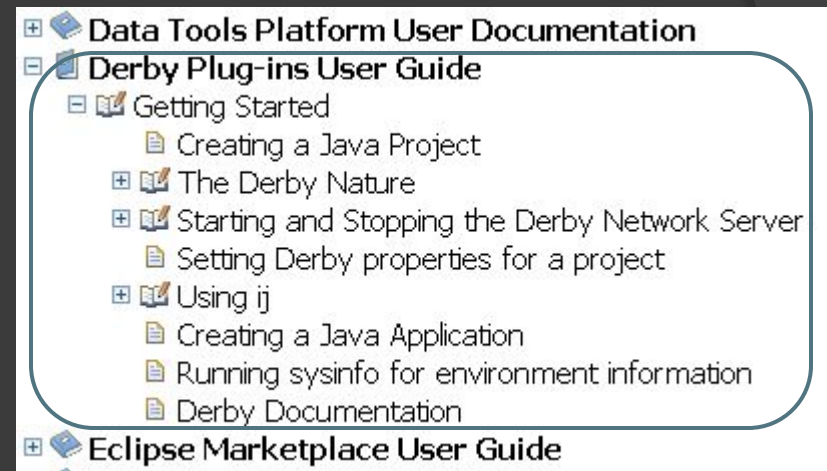 Data Tools Platform User Documentation
Derby Plug-ins User Guide
Getting Started
Creating a Java Project
The Derby Nature
Starting and Stopping the Derby Network Server
Setting Derby properties for a project
Using ij
Creating a Java Application
Running sysinfo for environment information
Derby Documentation
Eclipse Marketplace User Guide